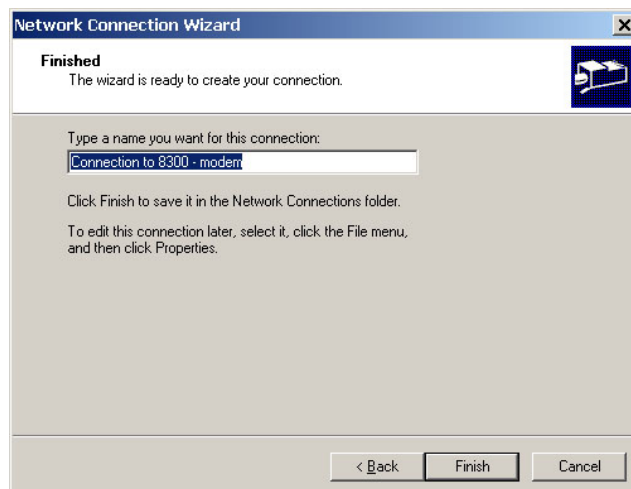 Network Connection Wizard
Finished
The wizard is ready to create your connection.
Type a name you want for this connection:
Connection to 8300 - modem
Click Finish to save it in the Network Connections folder.
To edit this connection later, select it, click the File menu,
and then click Properties.
< Back Finish Cancel